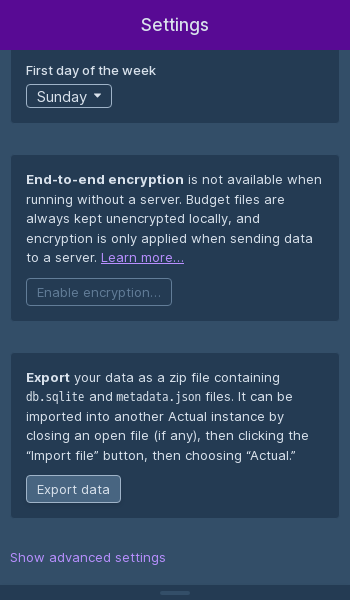 Settings
First day of the week
Sunday
End-to-end encryption is not available when
running without a server. Budget files are
always kept unencrypted locally, and
encryption is only applied when sending data
to a server. Learn more…
Enable encryption…
Export your data as a zip file containing
db.sqlite and metadata.json files. It can be
imported into another Actual instance by
closing an open file (if any), then clicking the
“Import file” button, then choosing “Actual.”
Export data
Show advanced settings